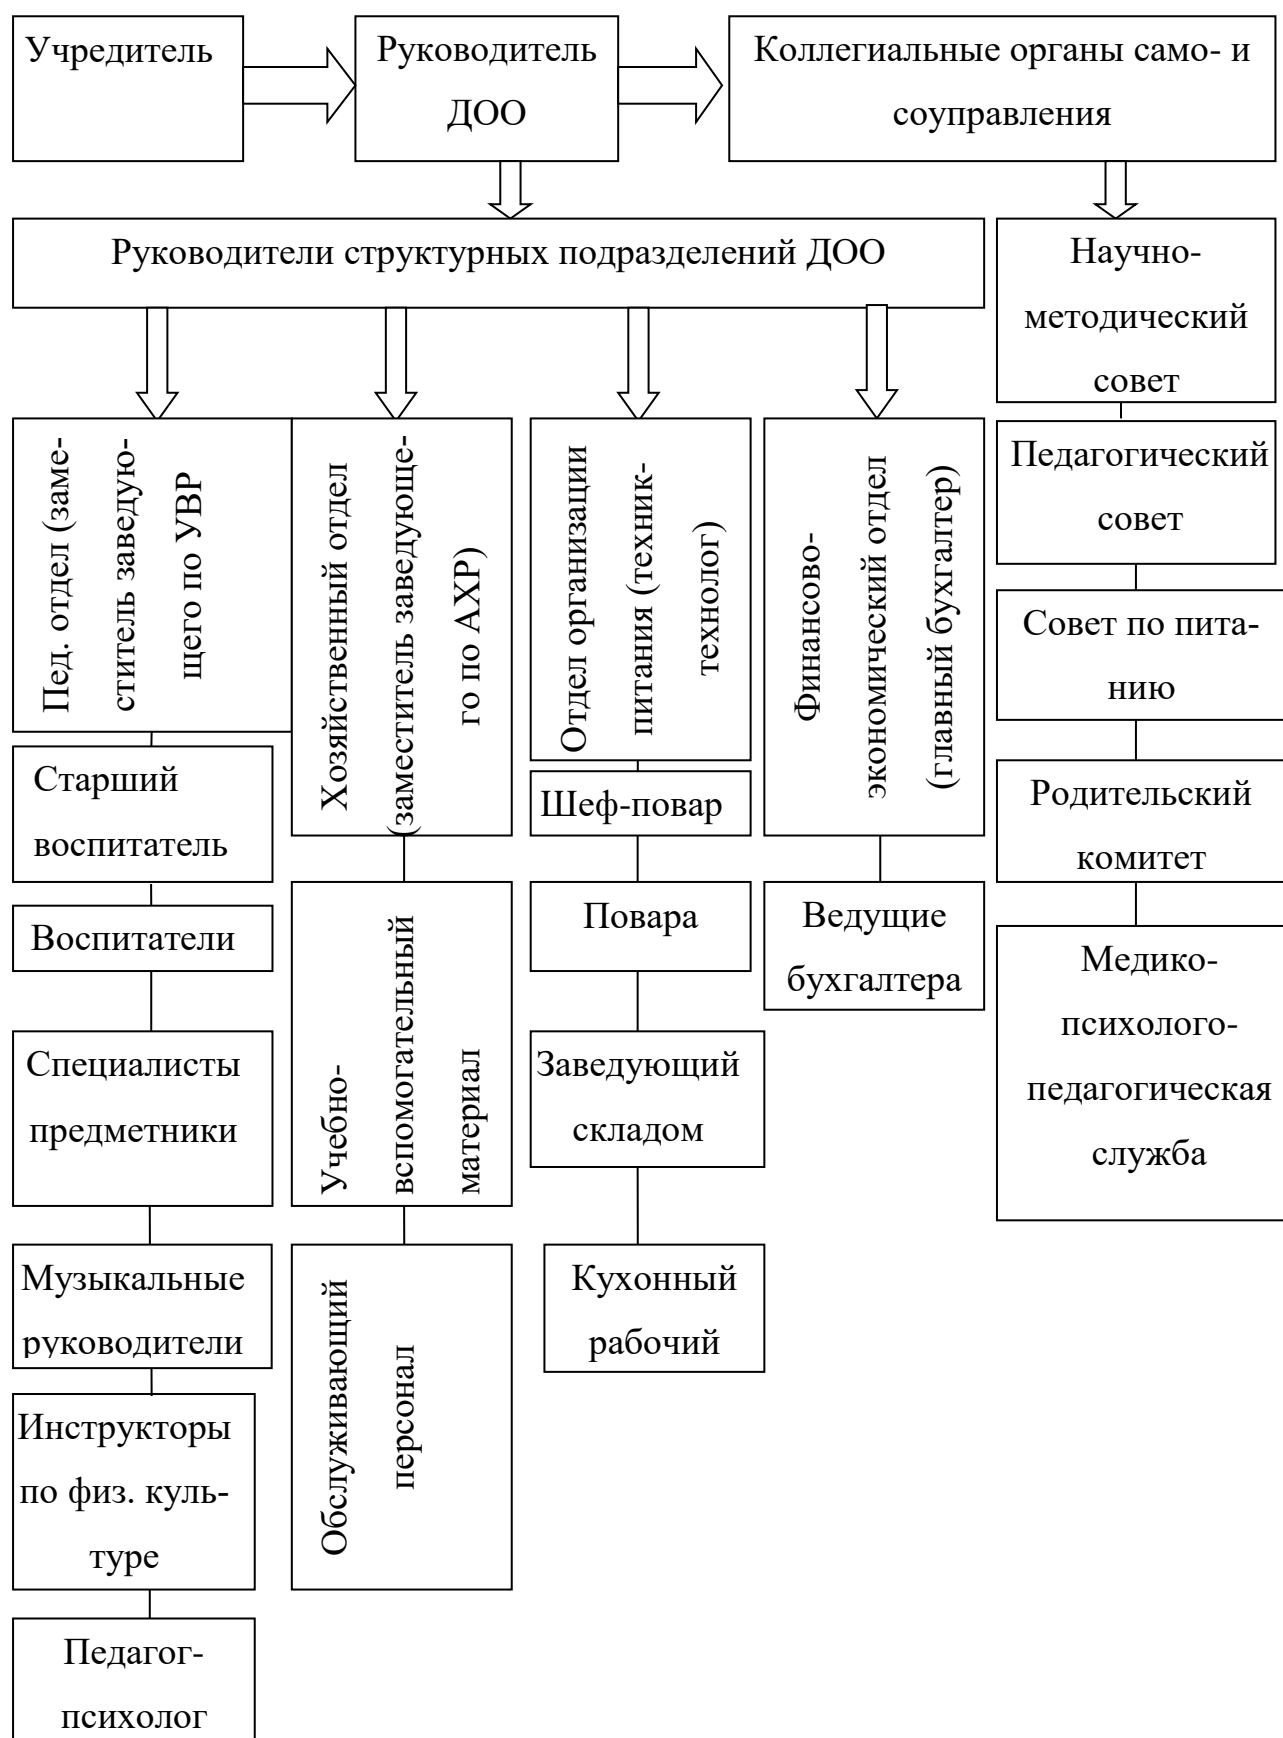 Учредитель
Руководитель
ДОО
Коллегиальные органы само- и
соуправления
Руководители структурных подразделений ДОО
Научно-
методический
совет
Пед. отдел (заме-
ститель заведую-
щего по УВР
Хозяйственный отдел
(заместитель заведующе-
го по АХР)
Отдел организации
питания (техник-
технолог)
Финансово-
экономический отдел
(главный бухгалтер)
Педагогический
совет
Совет по пита-
нию
Родительский
комитет
Медико-
психолого-
педагогическая
служба
Старший
воспитатель
Воспитатели
Специалисты
предметники
Музыкальные
руководители
Инструкторы
по физ. куль-
туре
Педагог-
психолог
Учебно-
вспомогательный
материал
Обслуживающий
персонал
Шеф-повар
Повара
Заведующий
складом
Кухонный
рабочий
Ведущие
бухгалтера